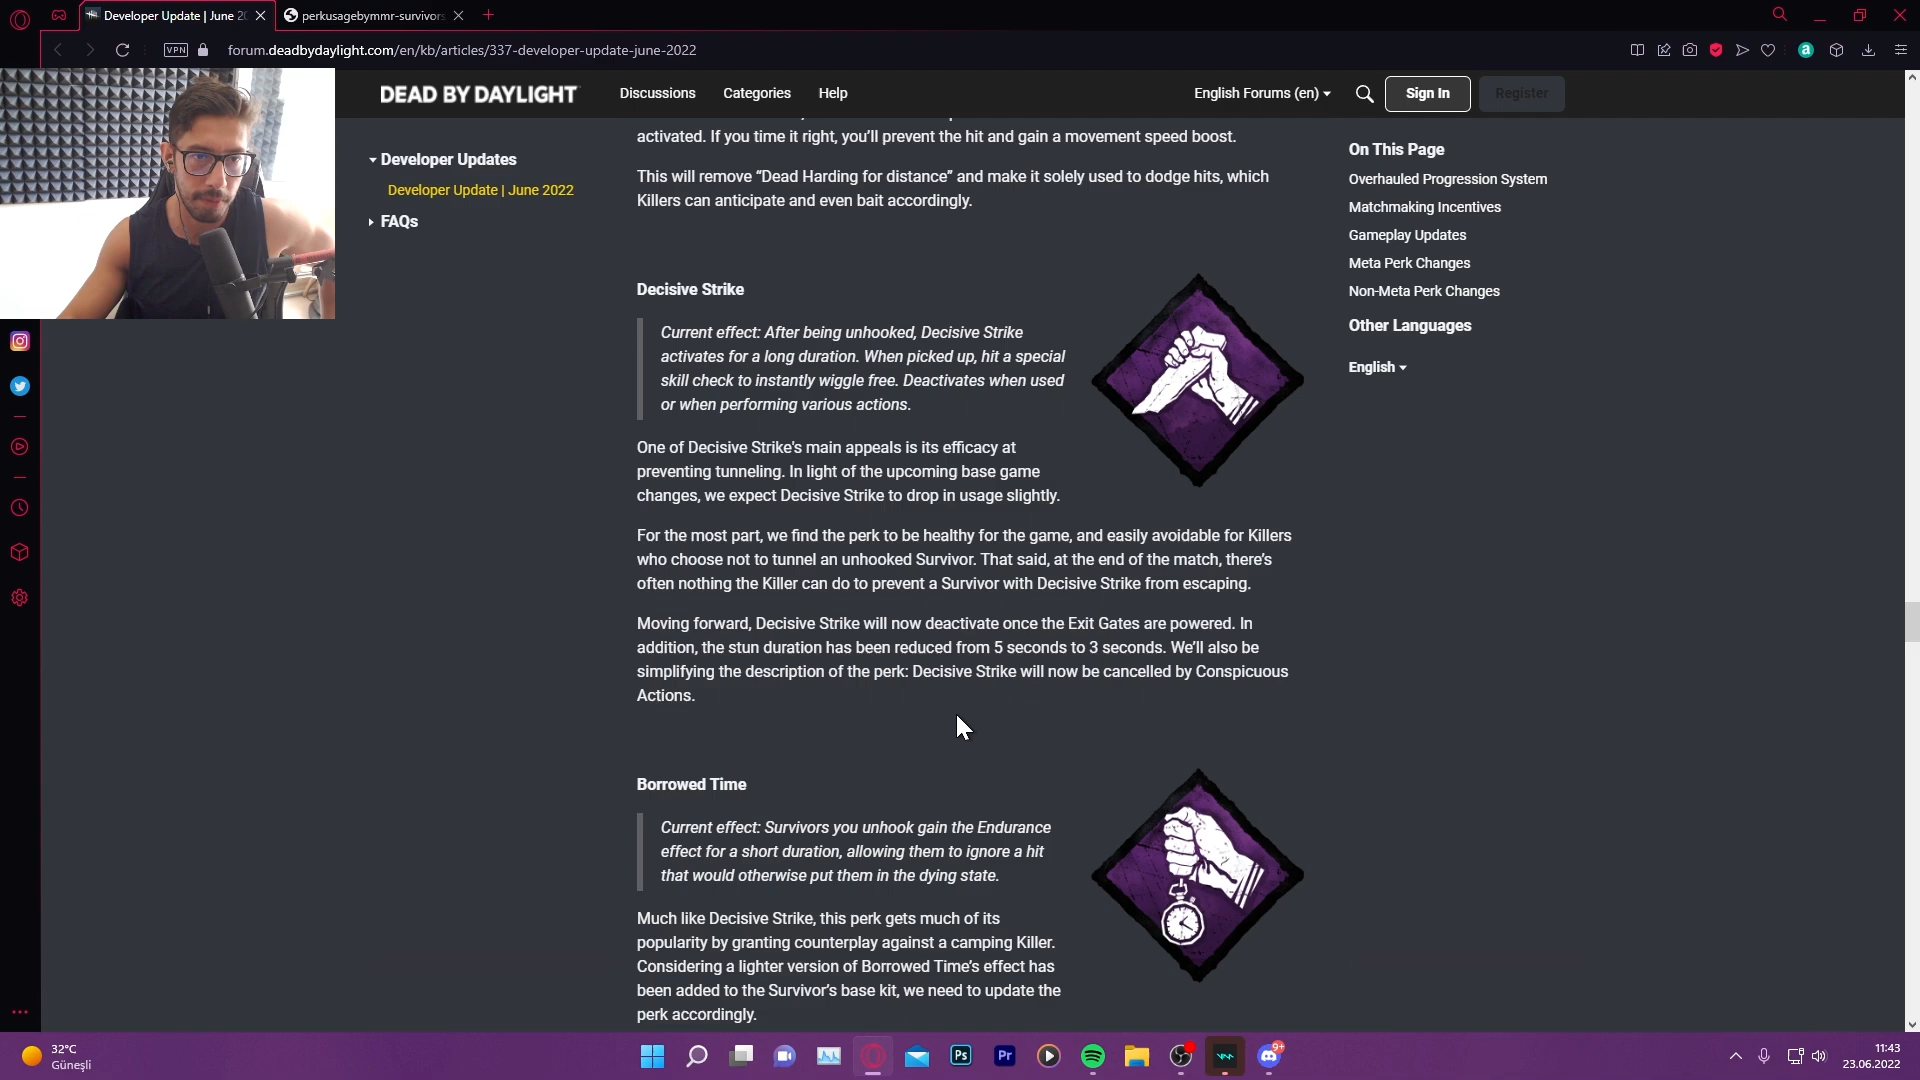 Developer Update | June 2
perkusagebymmr-survivors
VPN
forum.deadbydaylight.com/en/kb/articles/337-developer-update-june-2022
a
DEAD BY DAYLIGHT
Discussions
Categories
Help
English Forums (en)
Sign In
Register
Developer Updates
Developer Update | June 2022
FAQs
activated. If you time it right, you'll prevent the hit and gain a movement speed boost.
This will remove “Dead Harding for distance” and make it solely used to dodge hits, which
Killers can anticipate and even bait accordingly.
Decisive Strike
Current effect: After being unhooked, Decisive Strike
activates for a long duration. When picked up, hit a special
skill check to instantly wiggle free. Deactivates when used
or when performing various actions.
One of Decisive Strike's main appeals is its efficacy at
preventing tunneling. In light of the upcoming base game
changes, we expect Decisive Strike to drop in usage slightly.
For the most part, we find the perk to be healthy for the game, and easily avoidable for Killers
who choose not to tunnel an unhooked Survivor. That said, at the end of the match, there's
often nothing the Killer can do to prevent a Survivor with Decisive Strike from escaping.
Moving forward, Decisive Strike will now deactivate once the Exit Gates are powered. In
addition, the stun duration has been reduced from 5 seconds to 3 seconds. We'll also be
simplifying the description of the perk: Decisive Strike will now be cancelled by Conspicuous
Actions.
Borrowed Time
Current effect: Survivors you unhook gain the Endurance
effect for a short duration, allowing them to ignore a hit
that would otherwise put them in the dying state.
Much like Decisive Strike, this perk gets much of its
popularity by granting counterplay against a camping Killer.
Considering a lighter version of Borrowed Time's effect has
been added to the Survivor's base kit, we need to update the
perk accordingly.
On This Page
Overhauled Progression System
Matchmaking Incentives
Gameplay Updates
Meta Perk Changes
Non-Meta Perk Changes
Other Languages
English
32°C
Güneşli
Ps
Pr
9+
11:43
23.06.2022